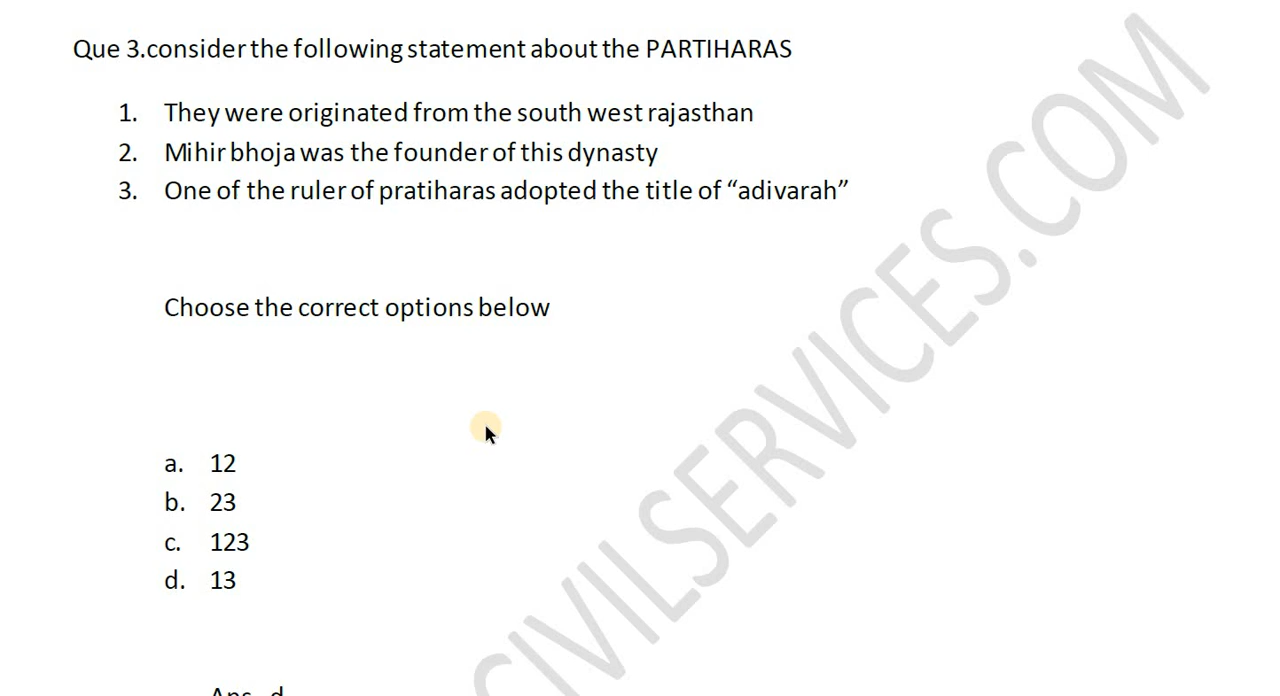 Que 3.consider the following statement about the PARTIHARAS
1. They were originated from the south west rajasthan
2. Mihir bhoja was the founder of this dynasty
3. One of the ruler of pratiharas adopted the title of “adivarah”
Choose the correct options below
a. 12
b. 23
c. 123
d. 13
Ans d
CIVILSERVICES.COM